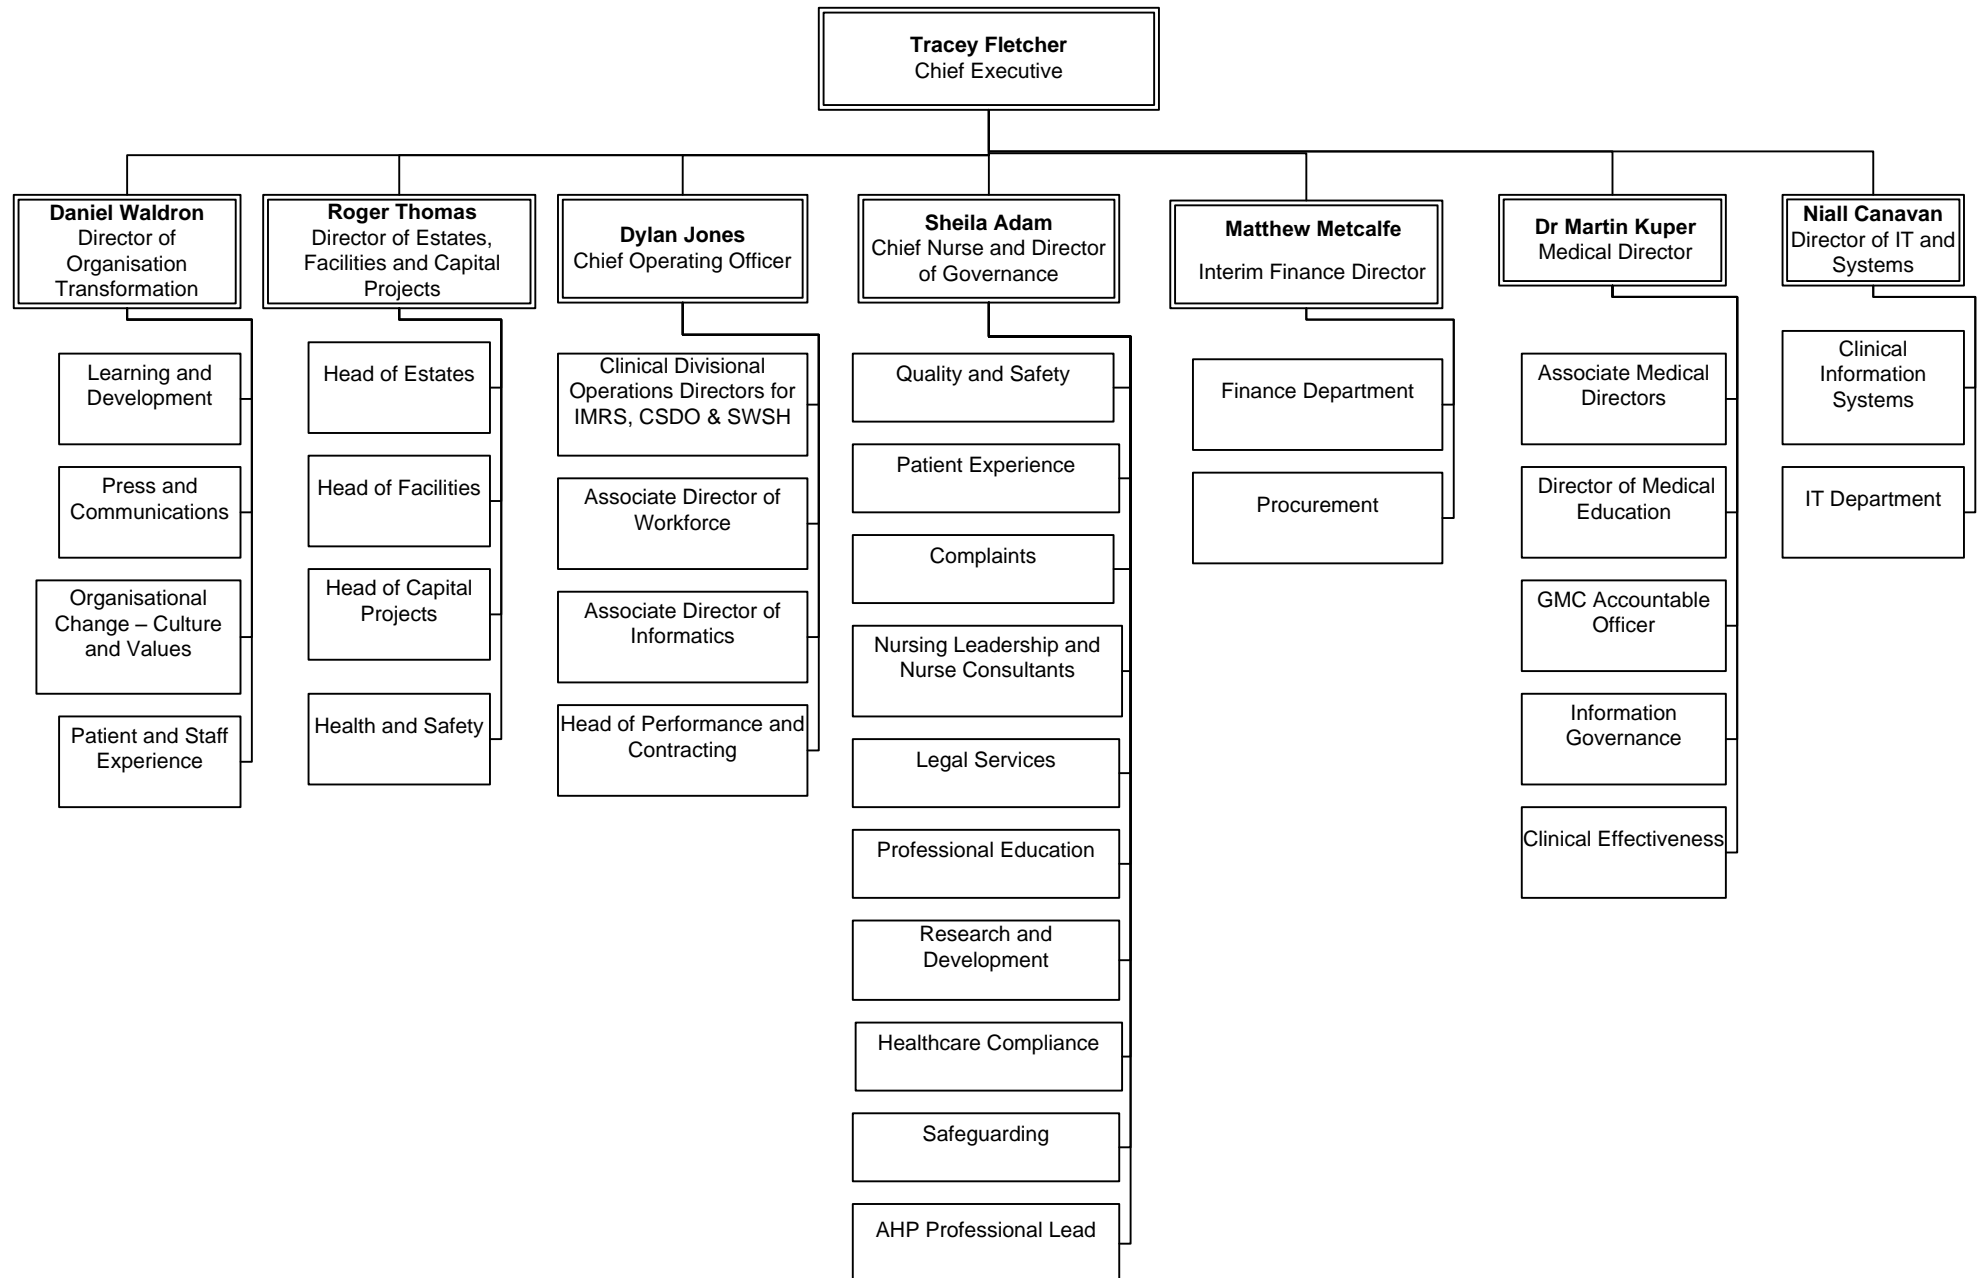 Tracey Fletcher
Chief Executive
Daniel Waldron
Director of
Organisation
Transformation
Roger Thomas
Director of Estates,
Facilities and Capital
Projects
Dylan Jones
Chief Operating Officer
Sheila Adam
Chief Nurse and Director
of Governance
Matthew Metcalfe
Interim Finance Director
Dr Martin Kuper
Medical Director
Niall Canavan
Director of IT and
Systems
Learning and
Development
Press and
Communications
Organisational
Change – Culture
and Values
Patient and Staff
Experience
Head of Estates
Head of Facilities
Head of Capital
Projects
Health and Safety
Clinical Divisional
Operations Directors for
IMRS, CSDO & SWSH
Associate Director of
Workforce
Associate Director of
Informatics
Head of Performance and
Contracting
Quality and Safety
Patient Experience
Complaints
Nursing Leadership and
Nurse Consultants
Legal Services
Professional Education
Research and
Development
Healthcare Compliance
Safeguarding
AHP Professional Lead
Finance Department
Procurement
Associate Medical
Directors
Director of Medical
Education
GMC Accountable
Officer
Information
Governance
Clinical Effectiveness
Clinical
Information
Systems
IT Department